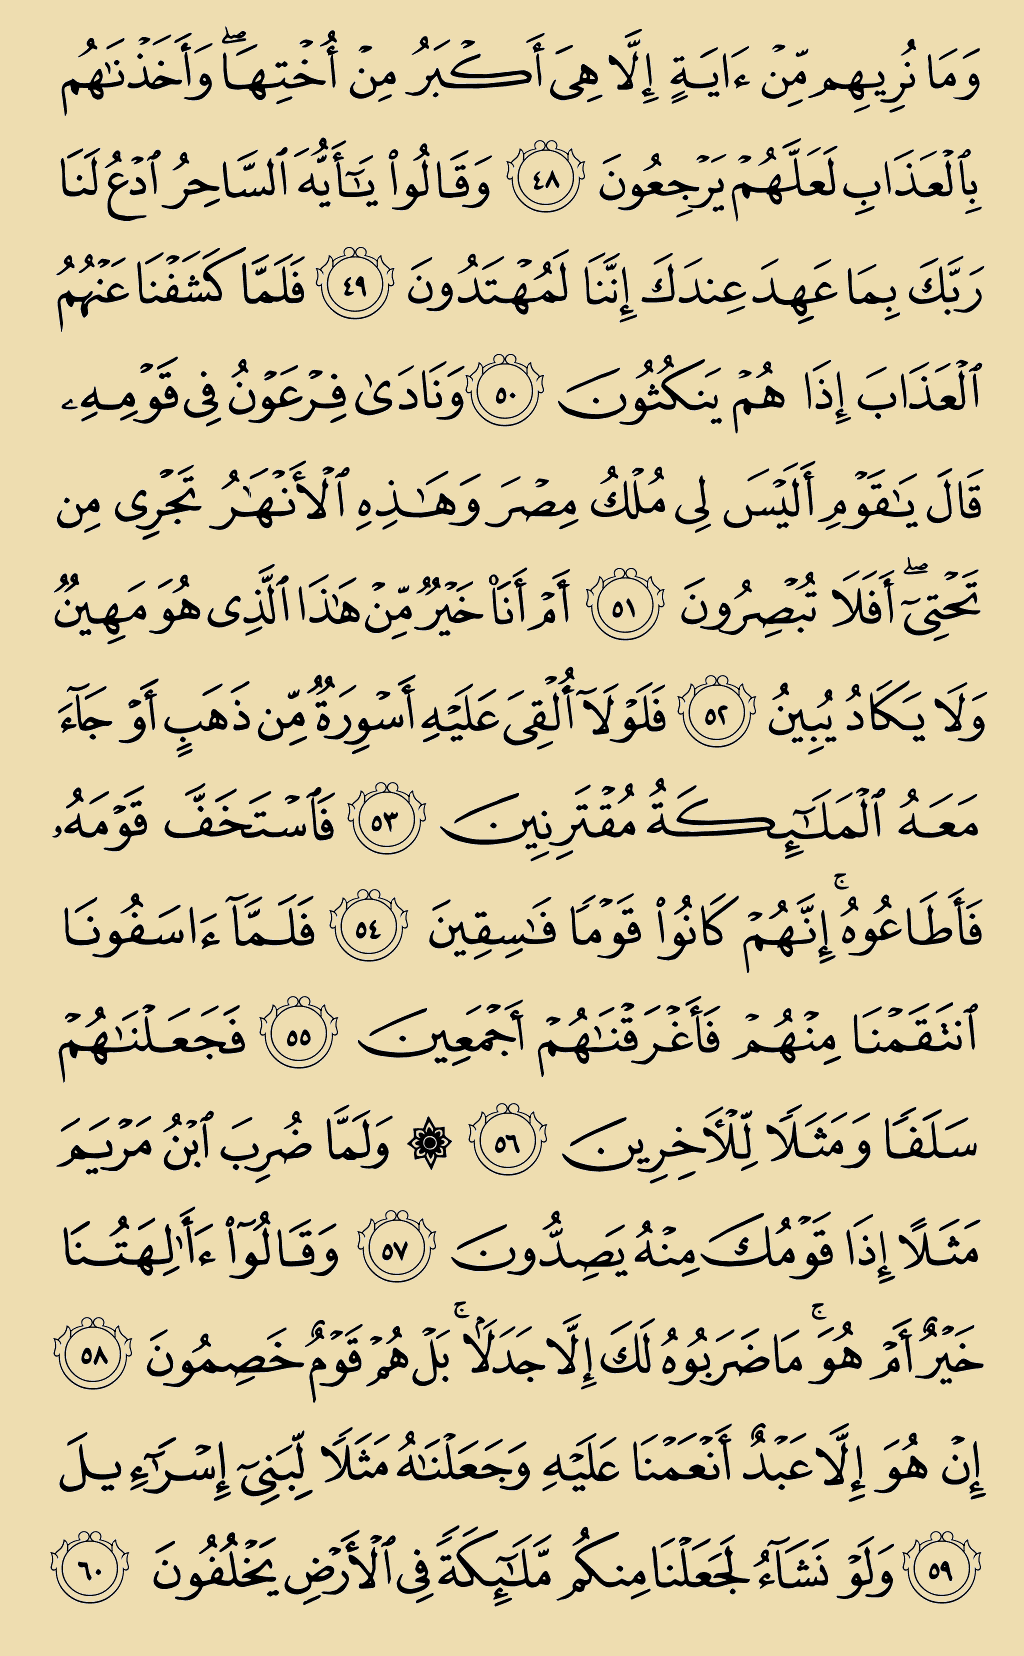 وَمَا نُرِيهِم مِّنْ ءَايَةٍ إِلَّا هِىَ أَكْبَرُ مِنْ أُخْتِهَا ۖ وَأَخَذْنَٰهُم
بِٱلْعَذَابِ لَعَلَّهُمْ يَرْجِعُونَ ٤٨ وَقَالُوا۟ يَٰٓأَيُّهَ ٱلسَّاحِرُ ٱدْعُ لَنَا
رَبَّكَ بِمَا عَهِدَ عِندَكَ إِنَّنَا لَمُهْتَدُونَ ٤٩ فَلَمَّا كَشَفْنَا عَنْهُمُ
ٱلْعَذَابَ إِذَا هُمْ يَنكُثُونَ ٥٠ وَنَادَىٰ فِرْعَوْنُ فِى قَوْمِهِۦ
قَالَ يَٰقَوْمِ أَلَيْسَ لِى مُلْكُ مِصْرَ وَهَٰذِهِ ٱلْأَنْهَٰرُ تَجْرِى مِن
تَحْتِىٓ ۖ أَفَلَا تُبْصِرُونَ ٥١ أَمْ أَنَا۠ خَيْرٌ مِّنْ هَٰذَا ٱلَّذِى هُوَ مَهِينٌ
وَلَا يَكَادُ يُبِينُ ٥٢ فَلَوْلَآ أُلْقِىَ عَلَيْهِ أَسْوِرَةٌ مِّن ذَهَبٍ أَوْ جَآءَ
مَعَهُ ٱلْمَلَٰٓئِكَةُ مُقْتَرِنِينَ ٥٣ فَٱسْتَخَفَّ قَوْمَهُۥ
فَأَطَاعُوهُ ۚ إِنَّهُمْ كَانُوا۟ قَوْمًا فَٰسِقِينَ ٥٤ فَلَمَّآ ءَاسَفُونَا
ٱنتَقَمْنَا مِنْهُمْ فَأَغْرَقْنَٰهُمْ أَجْمَعِينَ ٥٥ فَجَعَلْنَٰهُمْ
سَلَفًا وَمَثَلًا لِّلْءَاخِرِينَ ٥٦ ۞ وَلَمَّا ضُرِبَ ٱبْنُ مَرْيَمَ
مَثَلًا إِذَا قَوْمُكَ مِنْهُ يَصِدُّونَ ٥٧ وَقَالُوٓا۟ ءَأَٰلِهَتُنَا
خَيْرٌ أَمْ هُوَ ۚ مَا ضَرَبُوهُ لَكَ إِلَّا جَدَلًۢا ۚ بَلْ هُمْ قَوْمٌ خَصِمُونَ ٥٨
إِنْ هُوَ إِلَّا عَبْدٌ أَنْعَمْنَا عَلَيْهِ وَجَعَلْنَٰهُ مَثَلًا لِّبَنِىٓ إِسْرَٰٓءِيلَ
٥٩ وَلَوْ نَشَآءُ لَجَعَلْنَا مِنكُم مَّلَٰٓئِكَةً فِى ٱلْأَرْضِ يَخْلُفُونَ ٦٠